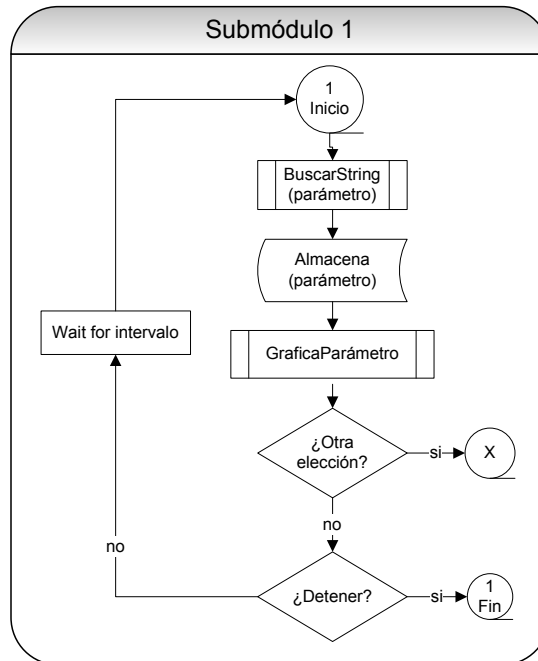 Submódulo 1
1
Inicio
BuscarString
(parámetro)
Almacena
(parámetro)
Wait for intervalo
GraficaParámetro
¿Otra
elección?
si
X
no
no
¿Detener?
si
1
Fin